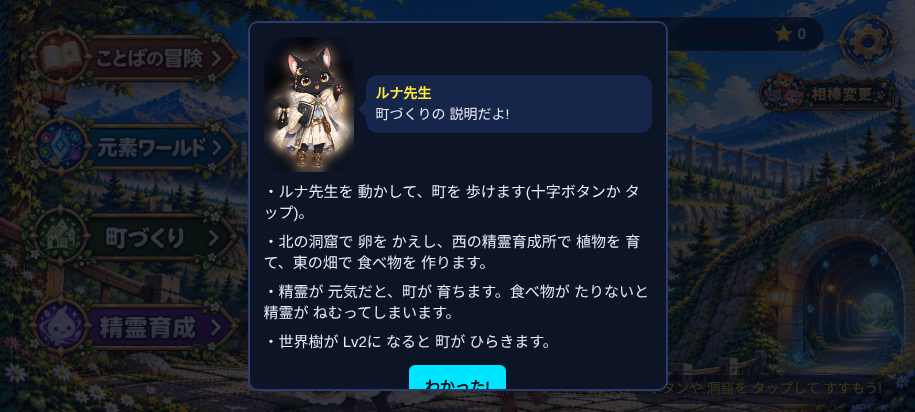 ことばの冒険
元素ワールド
町づくり
精霊育成
0
相棒変更
ルナ先生
町づくりの 説明だよ!
・ルナ先生を 動かして、町を 歩けます(十字ボタンか タ
ップ)。
・北の洞窟で 卵を かえし、西の精霊育成所で 植物を 育
て、東の畑で 食べ物を 作ります。
・精霊が 元気だと、町が 育ちます。食べ物が たりないと
精霊が ねむってしまいます。
・世界樹が Lv2に なると 町が ひらきます。
わかった!
タンや 洞窟を タップして すすもう!